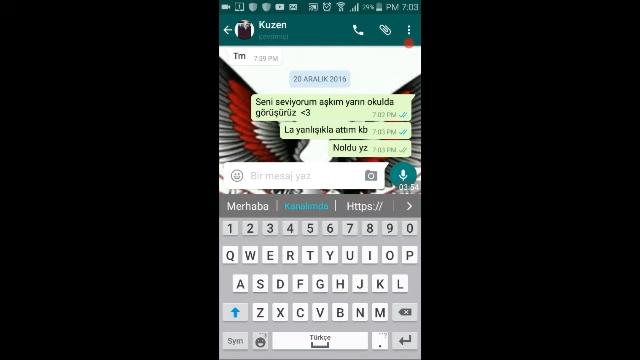 29% PM 7:03
Kuzen
çevrimiçi
Tm 7:39 PM
20 ARALIK 2016
Seni seviyorum aşkım yarın okulda
görüşürüz <3 7:02 PM
La yanlışıkla attım kb 7:03 PM
Noldu yz 7:03 PM
Bir mesaj yaz
03:54
Merhaba Kanalımda Https://
1 2 3 4 5 6 7 8 9 0
Q W E R T Y U I O P
A S D F G H J K L
Z X C V B N M
Sym Türkçe .